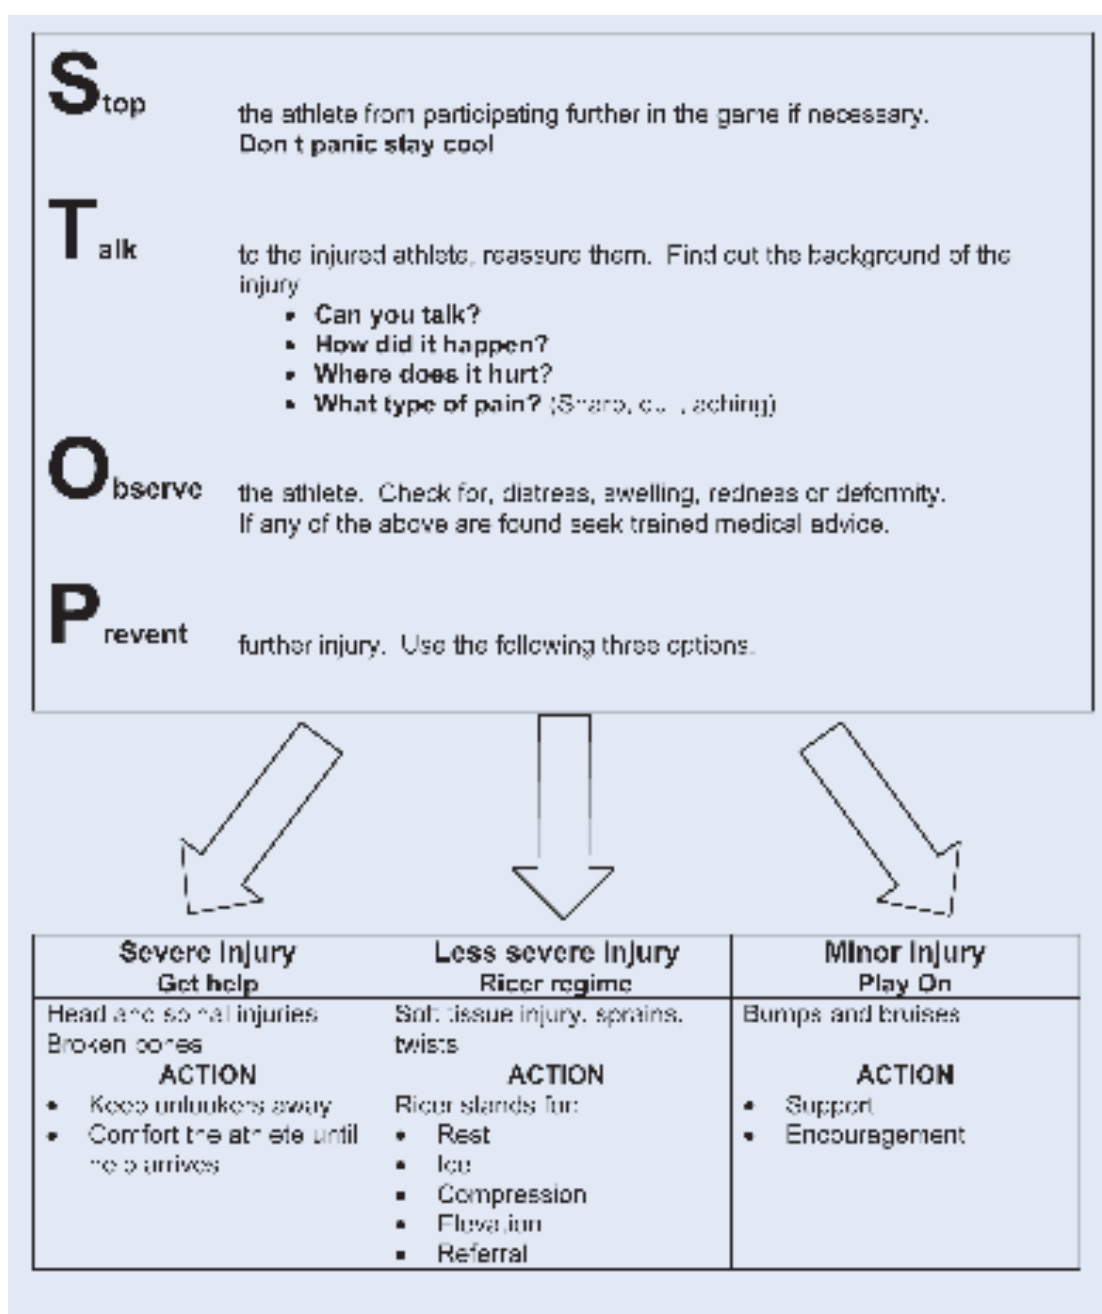 Stop
the athlete from participating further in the game if necessary.
Don t panic stay cool
Talk
to the injured athlete, reassure them. Find out the background of the
injury
• Can you talk?
• How did it happen?
• Where does it hurt?
• What type of pain? (Sharp, dull, aching)
Observe
the athlete. Check for, distress, swelling, redness or deformity.
If any of the above are found seek trained medical advice.
Prevent
further injury. Use the following three options.
Severe Injury
Get help
Head and spinal injuries
Broken bones
ACTION
• Keep onlookers away
• Comfort the athlete until
help arrives
Less severe Injury
Ricer regime
Soft tissue injury, sprains,
twists
ACTION
Ricer stands for:
• Rest
• Ice
• Compression
• Elevation
• Referral
Minor Injury
Play On
Bumps and bruises
ACTION
• Support
• Encouragement